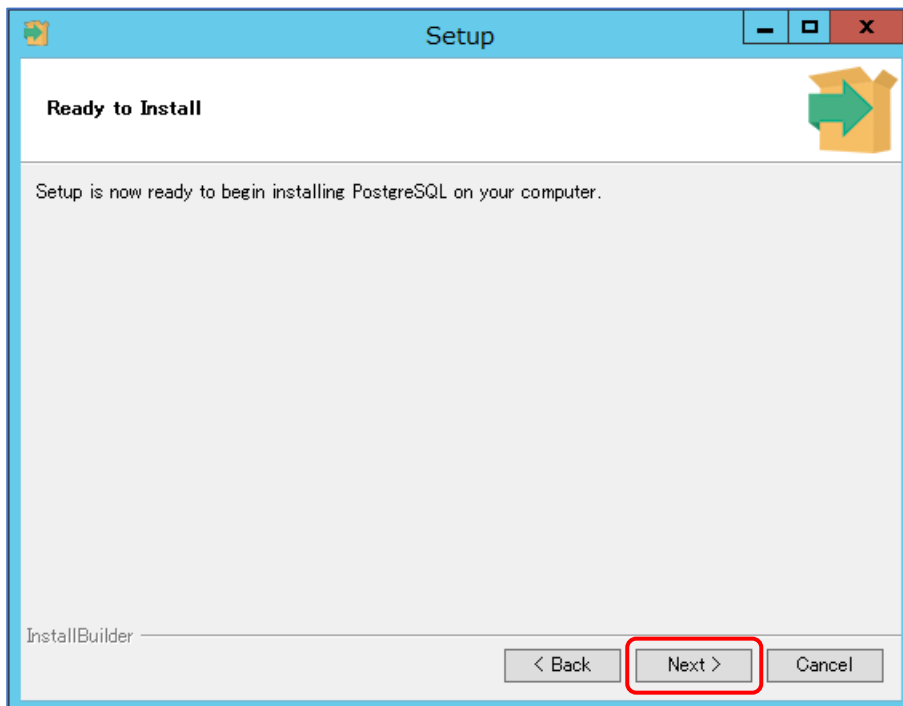 Setup
Ready to Install
Setup is now ready to begin installing PostgreSQL on your computer.
InstallBuilder
< Back
Next >
Cancel